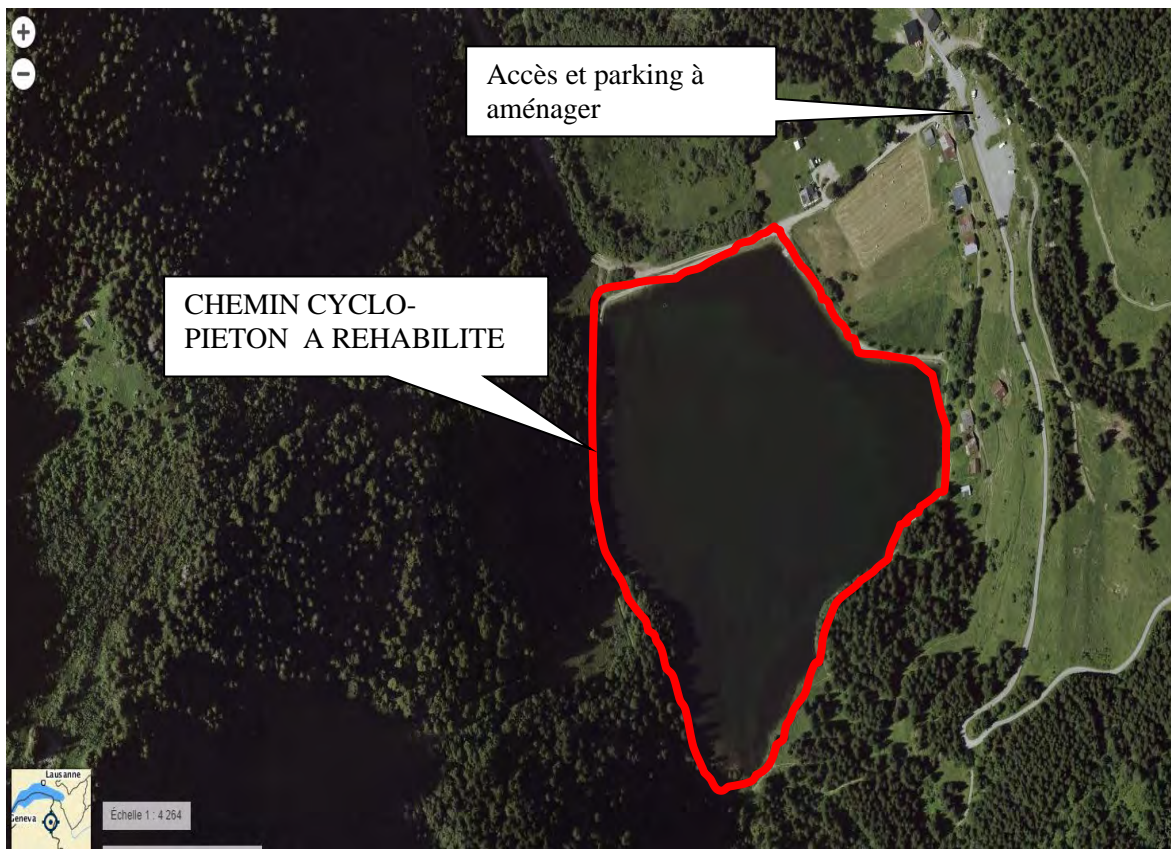 +
−
Accès et parking à
aménager
CHEMIN CYCLO-
PIETON A REHABILITE
Lausanne
Geneva
Échelle 1 : 4 264